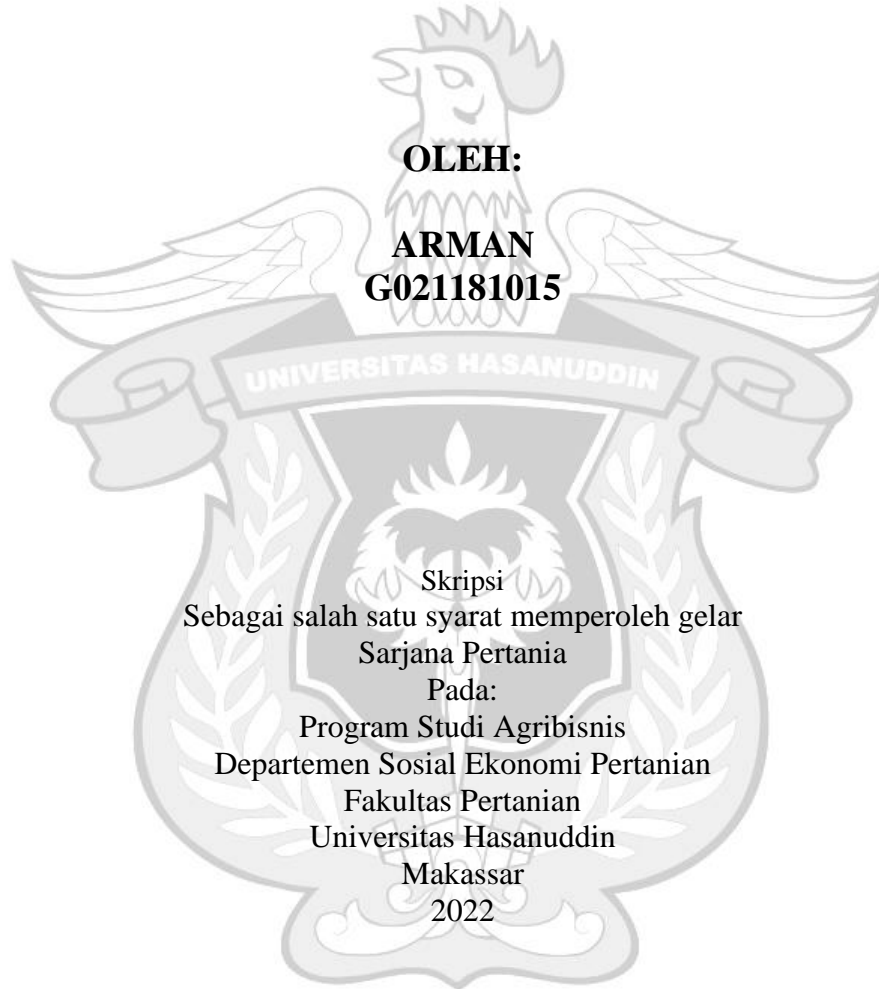 OLEH:
ARMAN
G021181015
UNIVERSITAS HASANUDDIN
Skripsi
Sebagai salah satu syarat memperoleh gelar
Sarjana Pertania
Pada:
Program Studi Agribisnis
Departemen Sosial Ekonomi Pertanian
Fakultas Pertanian
Universitas Hasanuddin
Makassar
2022